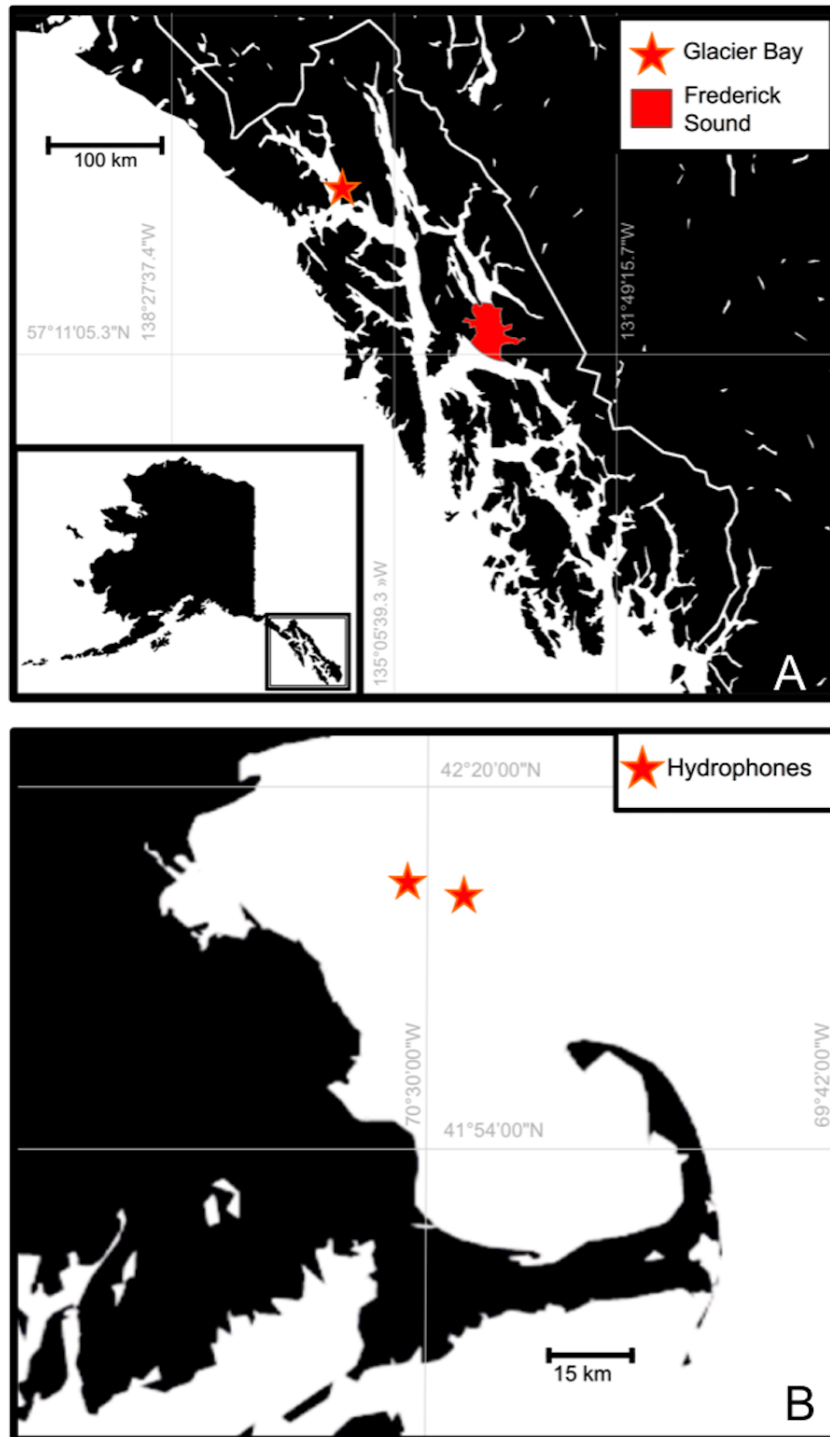 Glacier Bay
Frederick
Sound
100 km
138°27'37.4"W
131°49'15.7"W
57°11'05.3"N
135°05'39.3 »W
A
42°20'00"N
Hydrophones
70°30'00"W
69°42'00"W
41°54'00"N
15 km
B